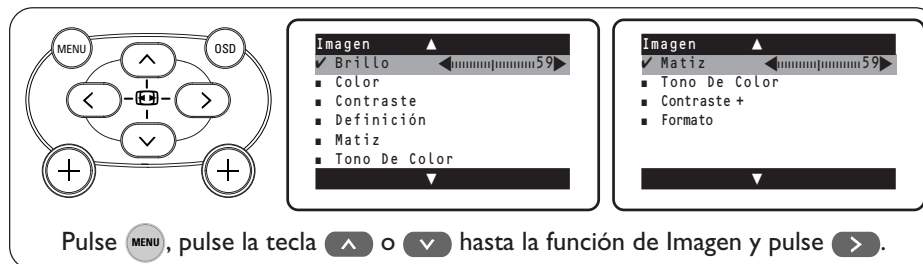 MENU
OSD
+
+
Imagen ▲
✔ Brillo ◀59▶
▪ Color
▪ Contraste
▪ Definición
▪ Matiz
▪ Tono De Color
▼
Imagen ▲
✔ Matiz ◀59▶
▪ Tono De Color
▪ Contraste +
▪ Formato
▼
Pulse MENU, pulse la tecla ∧ o ∨ hasta la función de Imagen y pulse >.